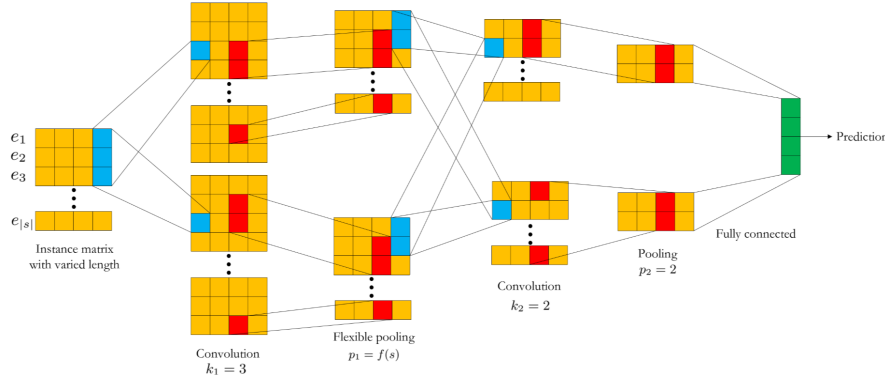 e₁
e₂
e₃
e_{|s|}
Instance matrix
with varied length
Convolution
k₁ = 3
Flexible pooling
p₁ = f(s)
Convolution
k₂ = 2
Pooling
p₂ = 2
Fully connected
Prediction